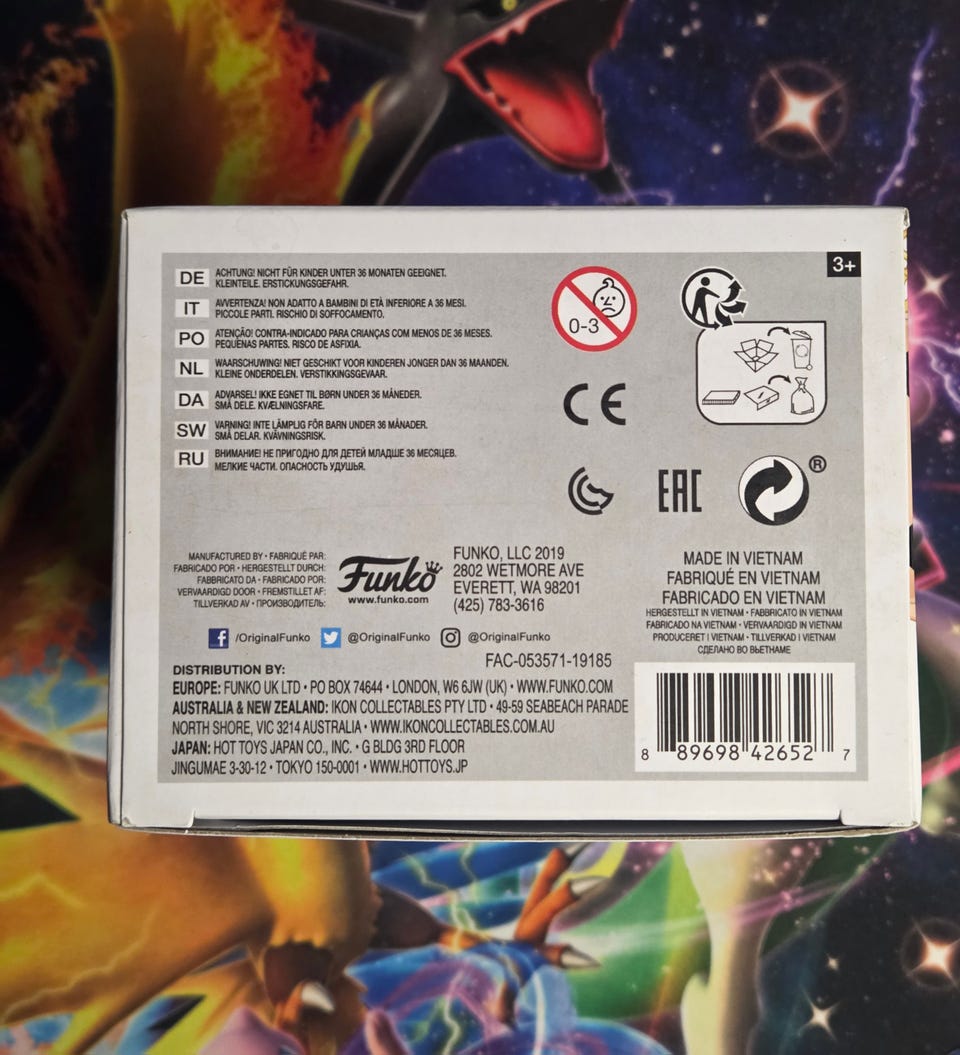 3+
DE ACHTUNG! NICHT FÜR KINDER UNTER 36 MONATEN GEEIGNET.
KLEINTEILE. ERSTICKUNGSGEFAHR.
IT AVVERTENZA! NON ADATTO A BAMBINI DI ETÀ INFERIORE A 36 MESI.
PICCOLE PARTI. RISCHIO DI SOFFOCAMENTO.
PO ATENÇÃO! CONTRA-INDICADO PARA CRIANÇAS COM MENOS DE 36 MESES.
PEQUENAS PARTES. RISCO DE ASFIXIA.
NL WAARSCHUWING! NIET GESCHIKT VOOR KINDEREN JONGER DAN 36 MAANDEN.
KLEINE ONDERDELEN. VERSTIKKINGSGEVAAR.
DA ADVARSEL! IKKE EGNET TIL BØRN UNDER 36 MÅNEDER.
SMÅ DELE. KVÆLNINGSFARE.
SW VARNING! INTE LÄMPLIG FÖR BARN UNDER 36 MÅNADER.
SMÅ DELAR. KVÄVNINGSRISK.
RU ВНИМАНИЕ! НЕ ПРИГОДНО ДЛЯ ДЕТЕЙ МЛАДШЕ 36 МЕСЯЦЕВ.
МЕЛКИЕ ЧАСТИ. ОПАСНОСТЬ УДУШЬЯ.
0-3
CE
EAC
®
MANUFACTURED BY • FABRIQUÉ PAR:
FABRICADO POR • HERGESTELLT DURCH:
FABBRICATO DA • FABRICADO POR:
VERVAARDIGD DOOR • FREMSTILLET AF:
TILLVERKAD AV • ПРОИЗВОДИТЕЛЬ:
Funko
www.funko.com
FUNKO, LLC 2019
2802 WETMORE AVE
EVERETT, WA 98201
(425) 783-3616
/OriginalFunko @OriginalFunko @OriginalFunko
FAC-053571-19185
DISTRIBUTION BY:
EUROPE: FUNKO UK LTD • PO BOX 74644 • LONDON, W6 6JW (UK) • WWW.FUNKO.COM
AUSTRALIA & NEW ZEALAND: IKON COLLECTABLES PTY LTD • 49-59 SEABEACH PARADE
NORTH SHORE, VIC 3214 AUSTRALIA • WWW.IKONCOLLECTABLES.COM.AU
JAPAN: HOT TOYS JAPAN CO., INC. • G BLDG 3RD FLOOR
JINGUMAE 3-30-12 • TOKYO 150-0001 • WWW.HOTTOYS.JP
MADE IN VIETNAM
FABRIQUÉ EN VIETNAM
FABRICADO EN VIETNAM
HERGESTELLT IN VIETNAM • FABBRICATO IN VIETNAM
FABRICADO NA VIETNAM • VERVAARDIGD IN VIETNAM
PRODUCERET I VIETNAM • TILLVERKAD I VIETNAM
СДЕЛАНО ВО ВЬЕТНАМЕ
8 89698 42652 7